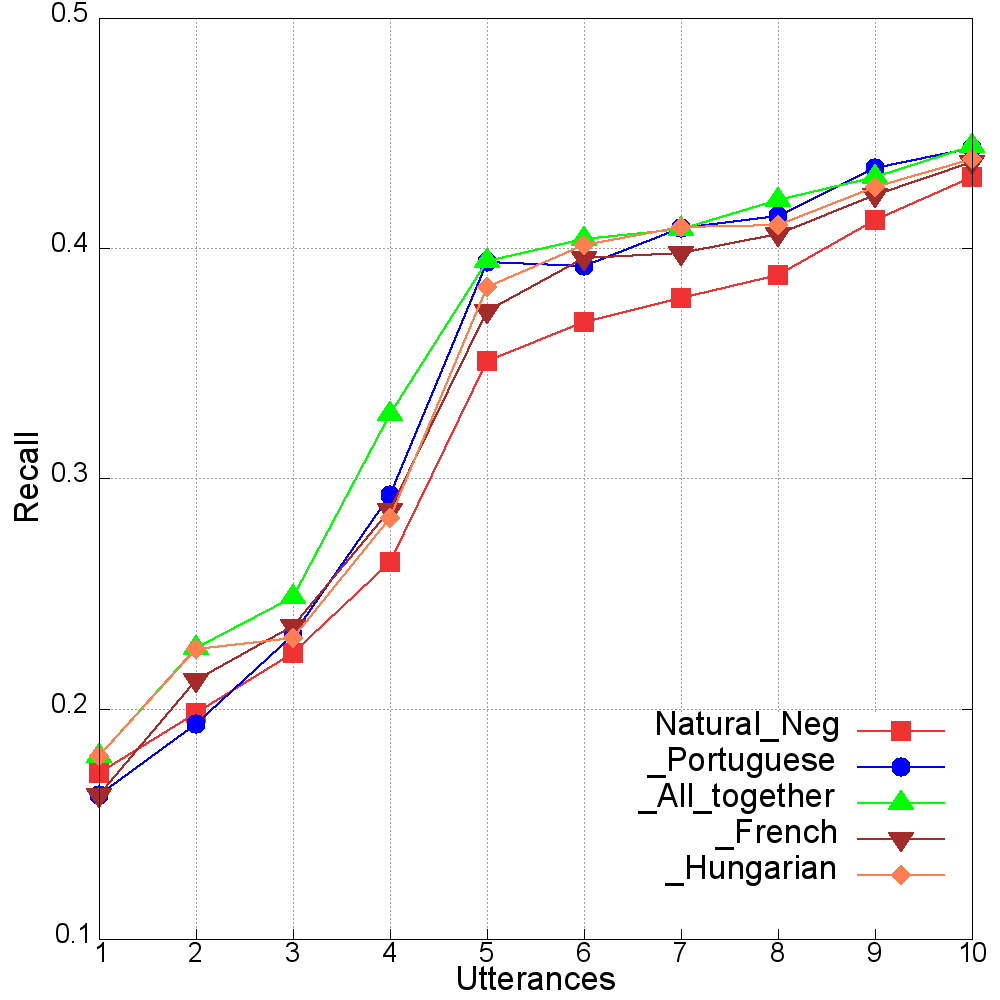 0.5
0.4
0.3
0.2
0.1
Recall
1 2 3 4 5 6 7 8 9 10
Utterances
Natural_Neg
_Portuguese
_All_together
_French
_Hungarian